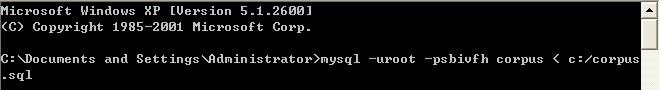 Microsoft Windows XP [Version 5.1.2600]
(C) Copyright 1985-2001 Microsoft Corp.
C:\Documents and Settings\Administrator>mysql -uroot -psbivfh corpus < c:/corpus
.sql